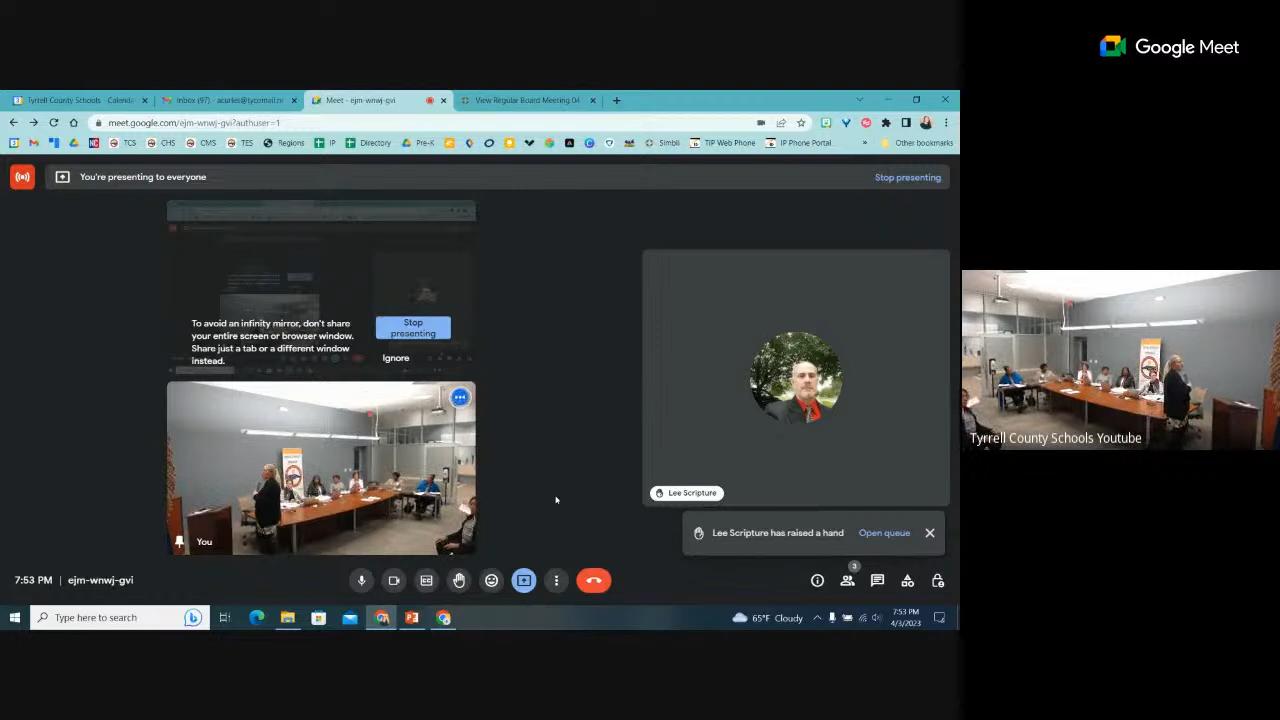 Google Meet
Tyrrell County Schools - Calenda
Inbox (97) - acurles@tycomail.ne
Meet - ejm-wnwj-gvi
View Regular Board Meeting 04
meet.google.com/ejm-wnwj-gvi?authuser=1
TCS
CHS
CMS
TES
Regions
IP
Directory
Pre-K
Simbli
TIP Web Phone
IP Phone Portal...
Other bookmarks
You're presenting to everyone
Stop presenting
To avoid an infinity mirror, don't share
your entire screen or browser window.
Share just a tab or a different window
instead.
Stop
presenting
Ignore
You
Lee Scripture
Lee Scripture has raised a hand
Open queue
Tyrrell County Schools Youtube
7:53 PM | ejm-wnwj-gvi
3
Type here to search
65°F Cloudy
7:53 PM
4/3/2023